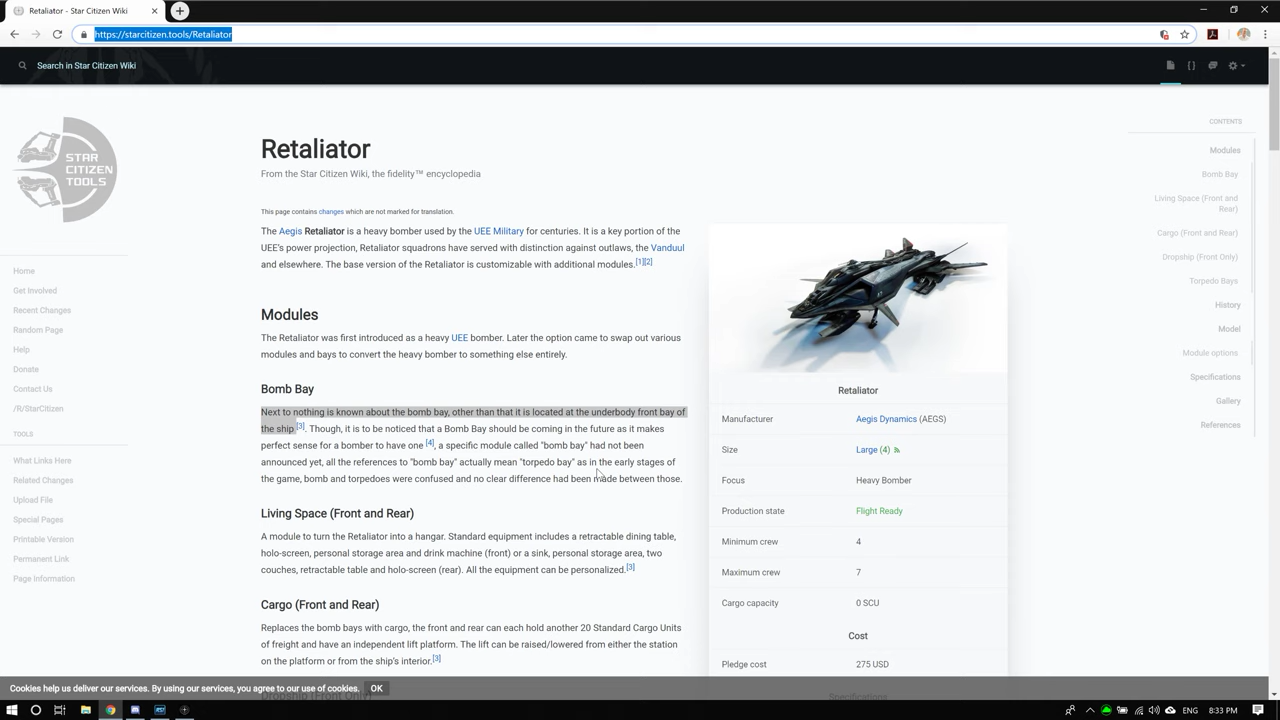 Retaliator - Star Citizen Wiki
https://starcitizen.tools/Retaliator
Search in Star Citizen Wiki
STAR
CITIZEN
TOOLS
Home
Get Involved
Recent Changes
Random Page
Help
Donate
Contact Us
/R/StarCitizen
TOOLS
What Links Here
Related Changes
Upload File
Special Pages
Printable Version
Permanent Link
Page Information
Retaliator
From the Star Citizen Wiki, the fidelity™ encyclopedia
This page contains changes which are not marked for translation.
The Aegis Retaliator is a heavy bomber used by the UEE Military for centuries. It is a key portion of the
UEE's power projection, Retaliator squadrons have served with distinction against outlaws, the Vanduul
and elsewhere. The base version of the Retaliator is customizable with additional modules.[1][2]
Modules
The Retaliator was first introduced as a heavy UEE bomber. Later the option came to swap out various
modules and bays to convert the heavy bomber to something else entirely.
Bomb Bay
Next to nothing is known about the bomb bay, other than that it is located at the underbody front bay of
the ship [3]. Though, it is to be noticed that a Bomb Bay should be coming in the future as it makes
perfect sense for a bomber to have one [4], a specific module called "bomb bay" had not been
announced yet, all the references to "bomb bay" actually mean "torpedo bay" as in the early stages of
the game, bomb and torpedoes were confused and no clear difference had been made between those.
Living Space (Front and Rear)
A module to turn the Retaliator into a hangar. Standard equipment includes a retractable dining table,
holo-screen, personal storage area and drink machine (front) or a sink, personal storage area, two
couches, retractable table and holo-screen (rear). All the equipment can be personalized.[3]
Cargo (Front and Rear)
Replaces the bomb bays with cargo, the front and rear can each hold another 20 Standard Cargo Units
of freight and have an independent lift platform. The lift can be raised/lowered from either the station
on the platform or from the ship's interior.[3]
Dropship (Front Only)
Retaliator
Manufacturer Aegis Dynamics (AEGS)
Size Large (4)
Focus Heavy Bomber
Production state Flight Ready
Minimum crew 4
Maximum crew 7
Cargo capacity 0 SCU
Cost
Pledge cost 275 USD
Specifications
CONTENTS
Modules
Bomb Bay
Living Space (Front and
Rear)
Cargo (Front and Rear)
Dropship (Front Only)
Torpedo Bays
History
Model
Module options
Specifications
Gallery
References
Cookies help us deliver our services. By using our services, you agree to our use of cookies. OK
ENG 8:33 PM